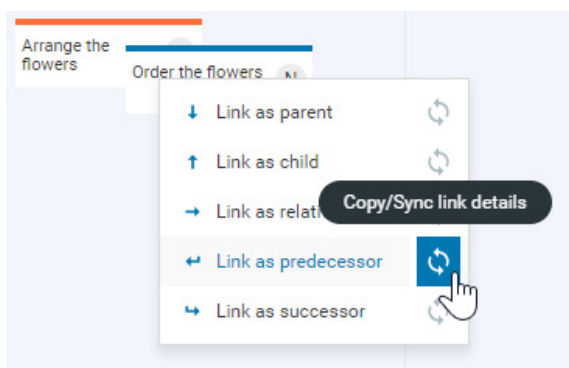 Arrange the
flowers
Order the flowers
N
Link as parent
Link as child
Link as relati
Copy/Sync link details
Link as predecessor
Link as successor